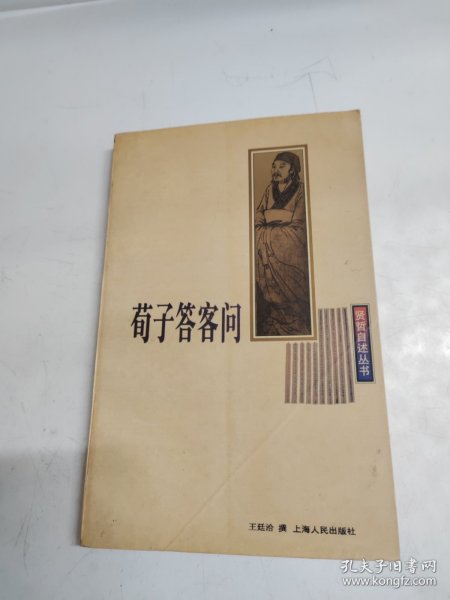 荀子答客问
贤哲自述丛书
王廷洽 撰 上海人民出版社
孔夫子旧书网
www.kongfz.com